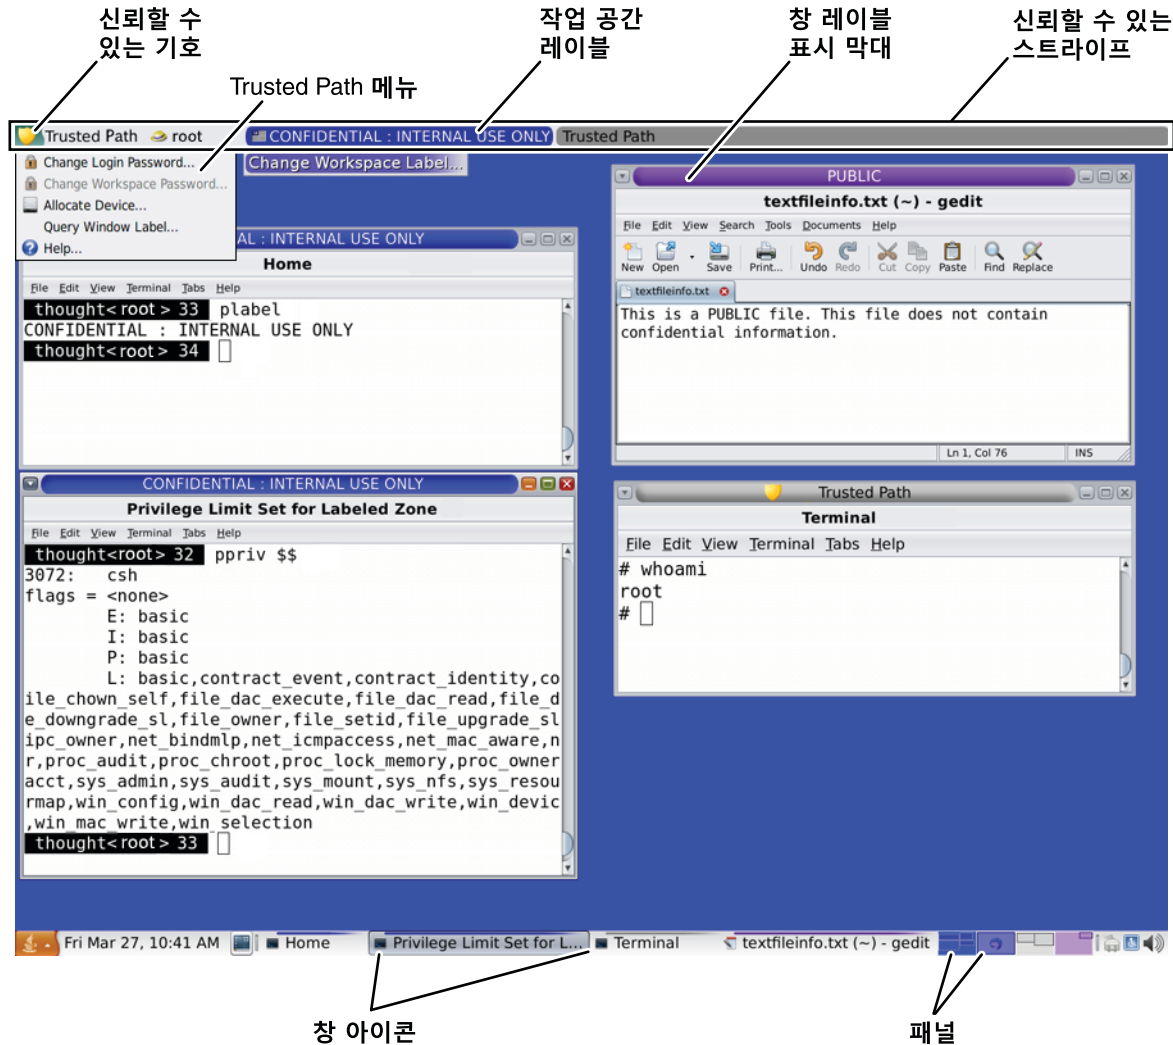 신뢰할 수
있는 기호
작업 공간
레이블
창 레이블
표시 막대
신뢰할 수 있는
스트라이프
Trusted Path 메뉴
Trusted Path root CONFIDENTIAL : INTERNAL USE ONLY Trusted Path
Change Login Password...
Change Workspace Password...
Allocate Device...
Query Window Label...
Help...
Change Workspace Label...
AL : INTERNAL USE ONLY
Home
File Edit View Terminal Tabs Help
thought<root> 33 plabel
CONFIDENTIAL : INTERNAL USE ONLY
thought<root> 34
PUBLIC
textfileinfo.txt (~) - gedit
File Edit View Search Tools Documents Help
New Open Save Print... Undo Redo Cut Copy Paste Find Replace
textfileinfo.txt
This is a PUBLIC file. This file does not contain
confidential information.
Ln 1, Col 76 INS
CONFIDENTIAL : INTERNAL USE ONLY
Privilege Limit Set for Labeled Zone
File Edit View Terminal Tabs Help
thought<root> 32 ppriv $$
3072: csh
flags = <none>
E: basic
I: basic
P: basic
L: basic,contract_event,contract_identity,co
ile_chown_self,file_dac_execute,file_dac_read,file_d
e_downgrade_sl,file_owner,file_setid,file_upgrade_sl
ipc_owner,net_bindmlp,net_icmpaccess,net_mac_aware,n
r,proc_audit,proc_chroot,proc_lock_memory,proc_owner
acct,sys_admin,sys_audit,sys_mount,sys_nfs,sys_resou
rmap,win_config,win_dac_read,win_dac_write,win_devic
,win_mac_write,win_selection
thought<root> 33
Trusted Path
Terminal
File Edit View Terminal Tabs Help
# whoami
root
#
Fri Mar 27, 10:41 AM Home Privilege Limit Set for L... Terminal textfileinfo.txt (~) - gedit
창 아이콘
패널